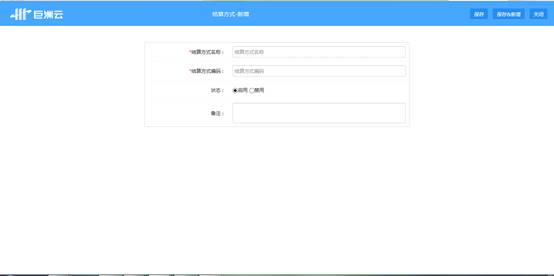 巨洲云
结算方式-新增
保存 保存&新增 关闭
*结算方式名称：
结算方式名称
*结算方式编码：
结算方式编码
状态：
启用 禁用
备注：